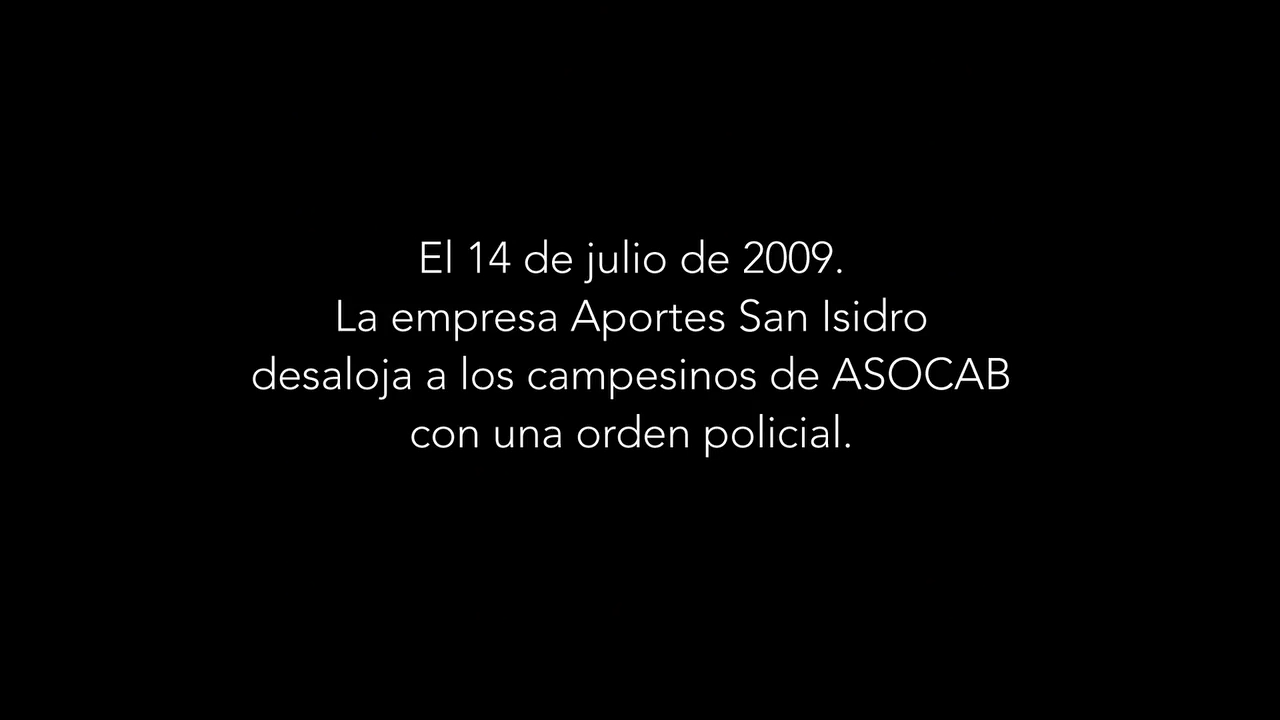 El 14 de julio de 2009.
La empresa Aportes San Isidro
desaloja a los campesinos de ASOCAB
con una orden policial.